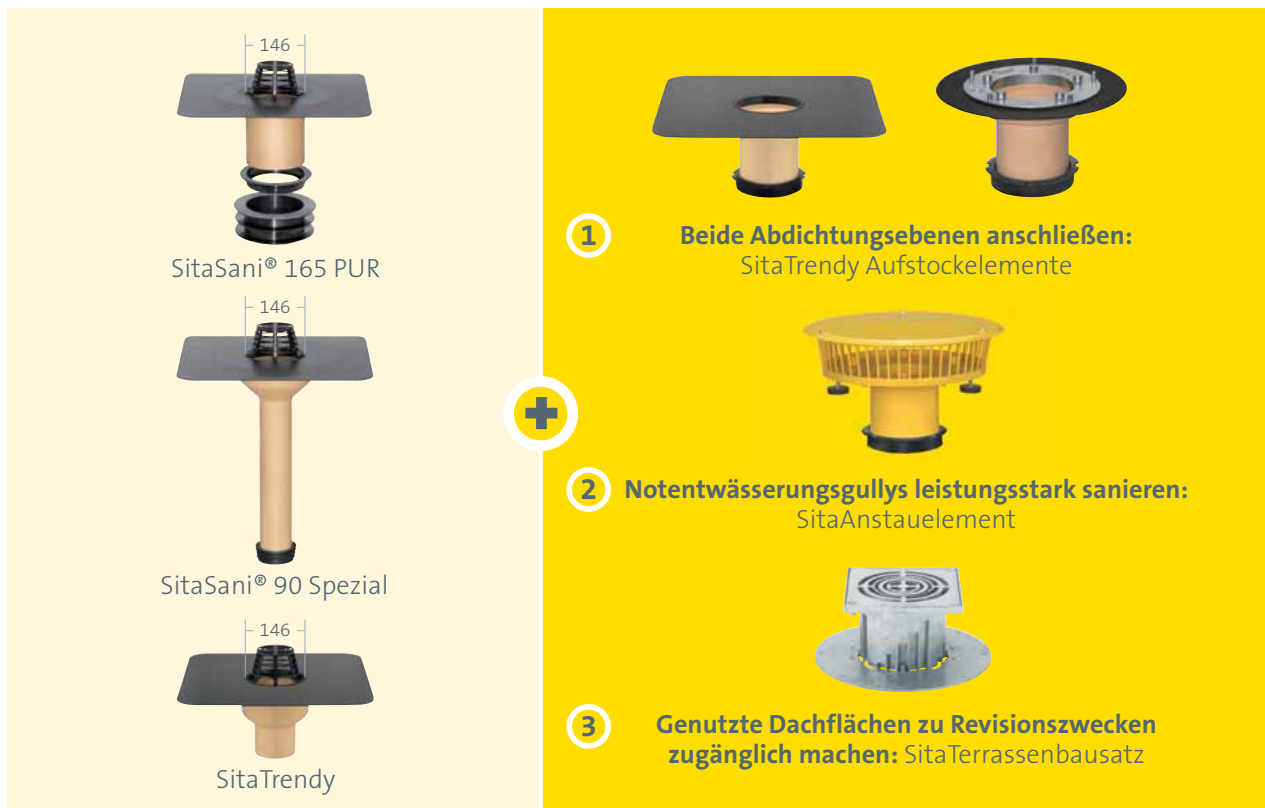 146
SitaSani® 165 PUR
146
SitaSani® 90 Spezial
146
SitaTrendy
1
Beide Abdichtungsebenen anschließen:
SitaTrendy Aufstockelemente
2
Notentwässerungsgullys leistungsstark sanieren:
SitaAnstauelement
3
Genutzte Dachflächen zu Revisionszwecken
zugänglich machen: SitaTerrassenbausatz